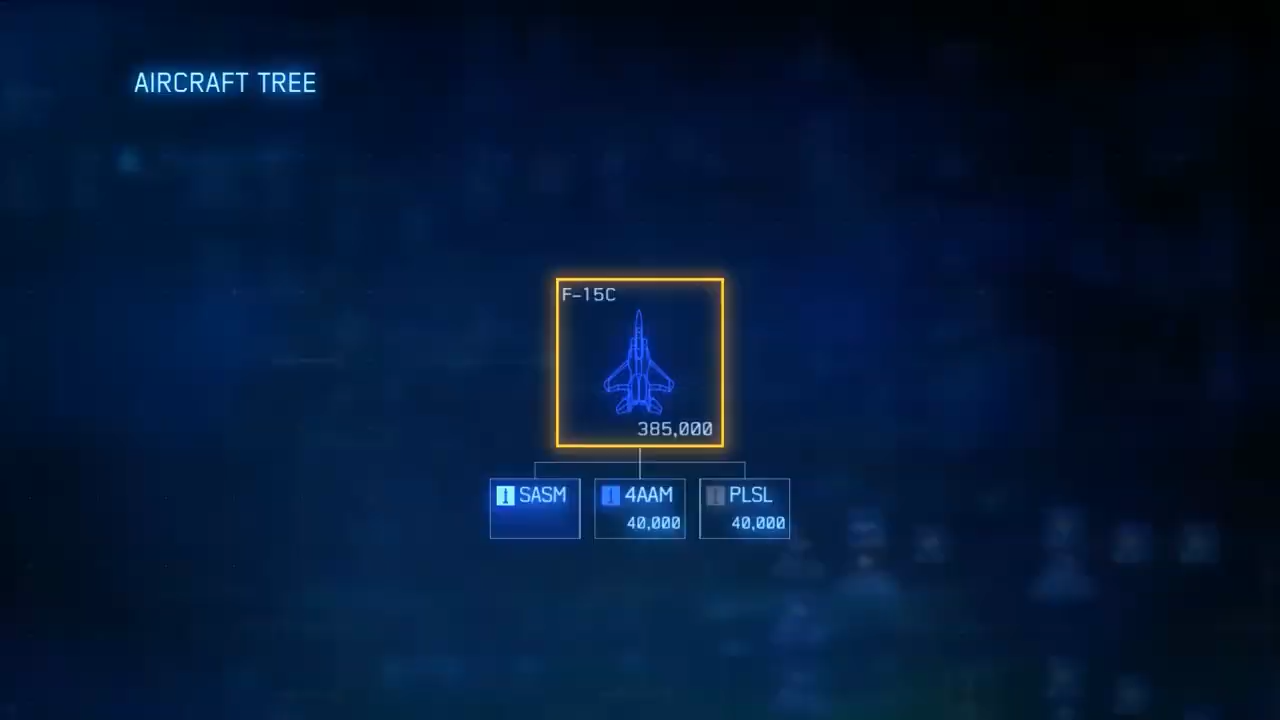 AIRCRAFT TREE
F-15C
385,000
SASM
4AAM
40,000
PLSL
40,000